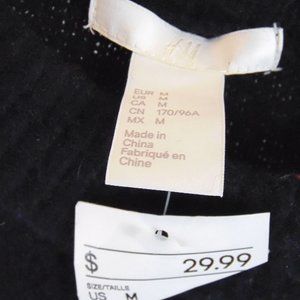 H&M
EUR M
US M
CA M
CN 170/96A
MX M
Made in
China
Fabriqué en
Chine
$ 29.99
SIZE/TAILLE
US M